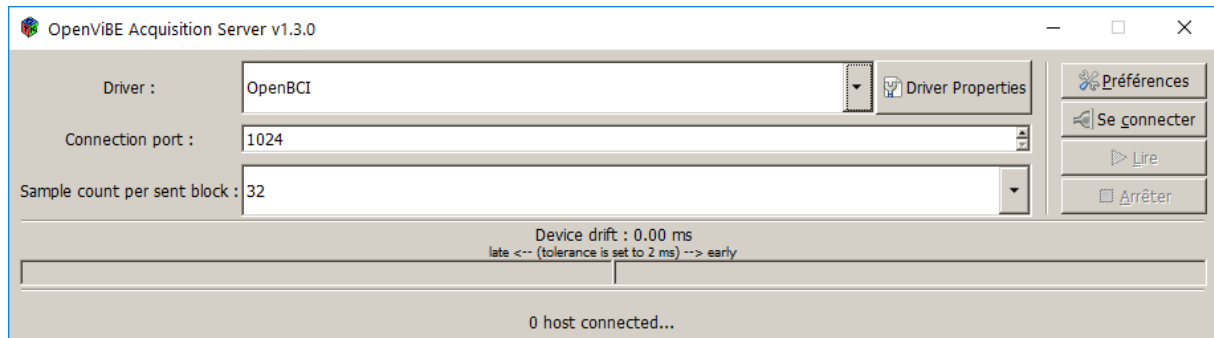 OpenViBE Acquisition Server v1.3.0
Driver :
OpenBCI
Driver Properties
Préférences
Connection port :
1024
Se connecter
Lire
Sample count per sent block :
32
Arrêter
Device drift : 0.00 ms
late <-- (tolerance is set to 2 ms) --> early
0 host connected...